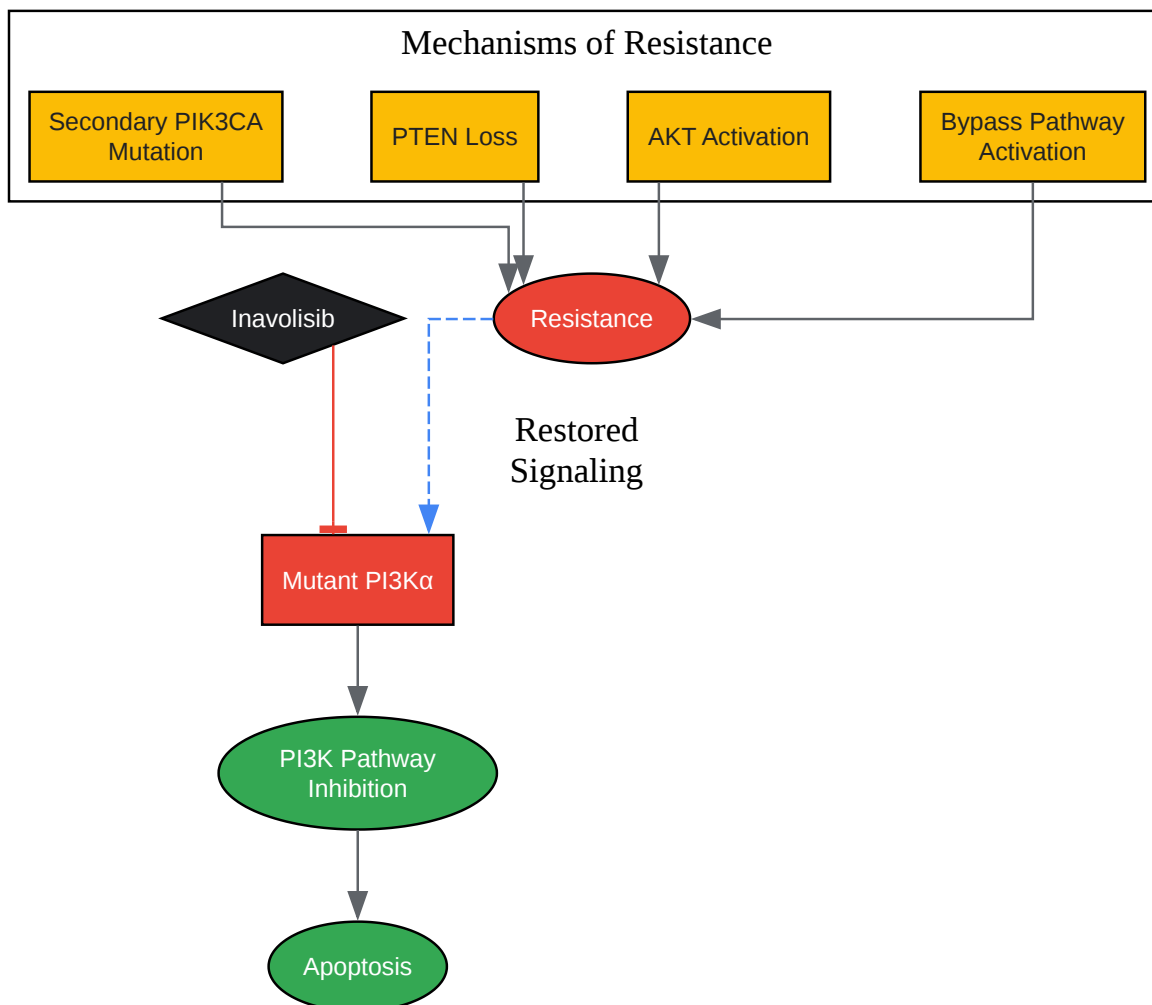 Mechanisms of Resistance
Secondary PIK3CA
Mutation
PTEN Loss
AKT Activation
Bypass Pathway
Activation
Inavolisib
Resistance
Restored
Signaling
Mutant PI3Kα
PI3K Pathway
Inhibition
Apoptosis